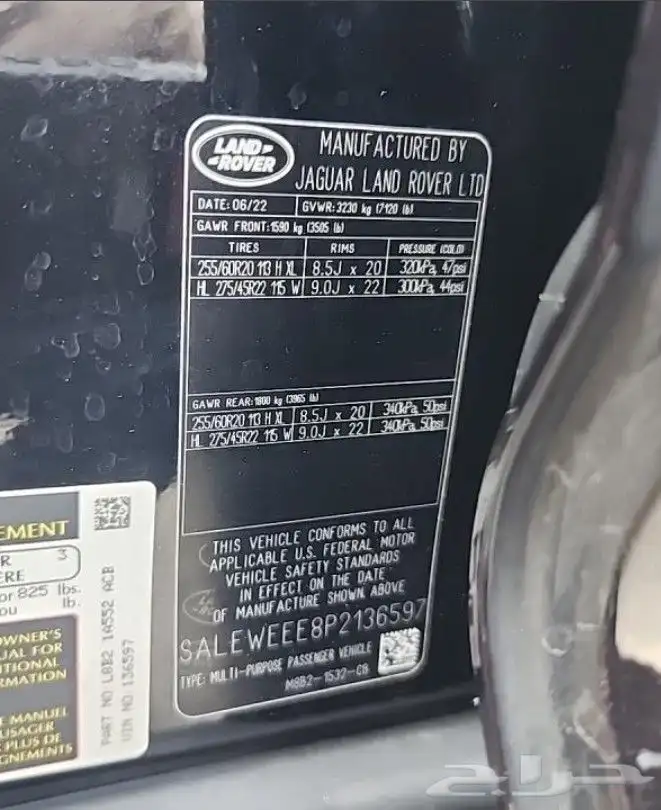 LAND-
-ROVER
MANUFACTURED BY
JAGUAR LAND ROVER LTD
DATE: 06/22 GVWR: 3230 kg (7120 lb)
GAWR FRONT: 1590 kg (3505 lb)
TIRES RIMS PRESSURE (COLD)
255/60R20 113 H XL 8.5J x 20 320kPa, 47psi
HL 275/45R22 115 W 9.0J x 22 300kPa, 44psi
GAWR REAR: 1800 kg (3965 lb)
255/60R20 113 H XL 8.5J x 20 340kPa, 50psi
HL 275/45R22 115 W 9.0J x 22 340kPa, 50psi
THIS VEHICLE CONFORMS TO ALL
APPLICABLE U.S. FEDERAL MOTOR
VEHICLE SAFETY STANDARDS
IN EFFECT ON THE DATE
OF MANUFACTURE SHOWN ABOVE
SALEWEEE8P2136597
TYPE: MULTI-PURPOSE PASSENGER VEHICLE
M8B2-1532-CB
EMENT
R 3
ERE
or 825 lbs.
ou lb.
OWNER'S
UAL FOR
ITIONAL
RMATION
E MANUEL
USAGER
PLUS DE
GNEMENTS
PART NO L8B2 1A552 ACB
VIN NO: 136597
حراج